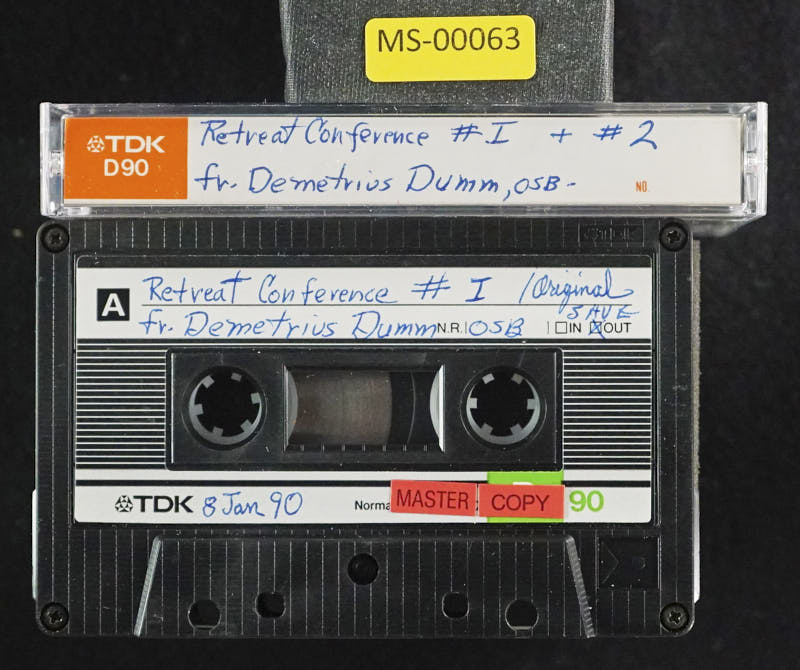 MS-00063
TDK Retreat Conference #I + #2
D90 fr. Demetrius Dumm, OSB- NO.
TDK
A Retreat Conference # I / Original
SAVE
fr. Demetrius Dumm N.R. OSB IN OUT
TDK 8 Jan 90 MASTER COPY 90